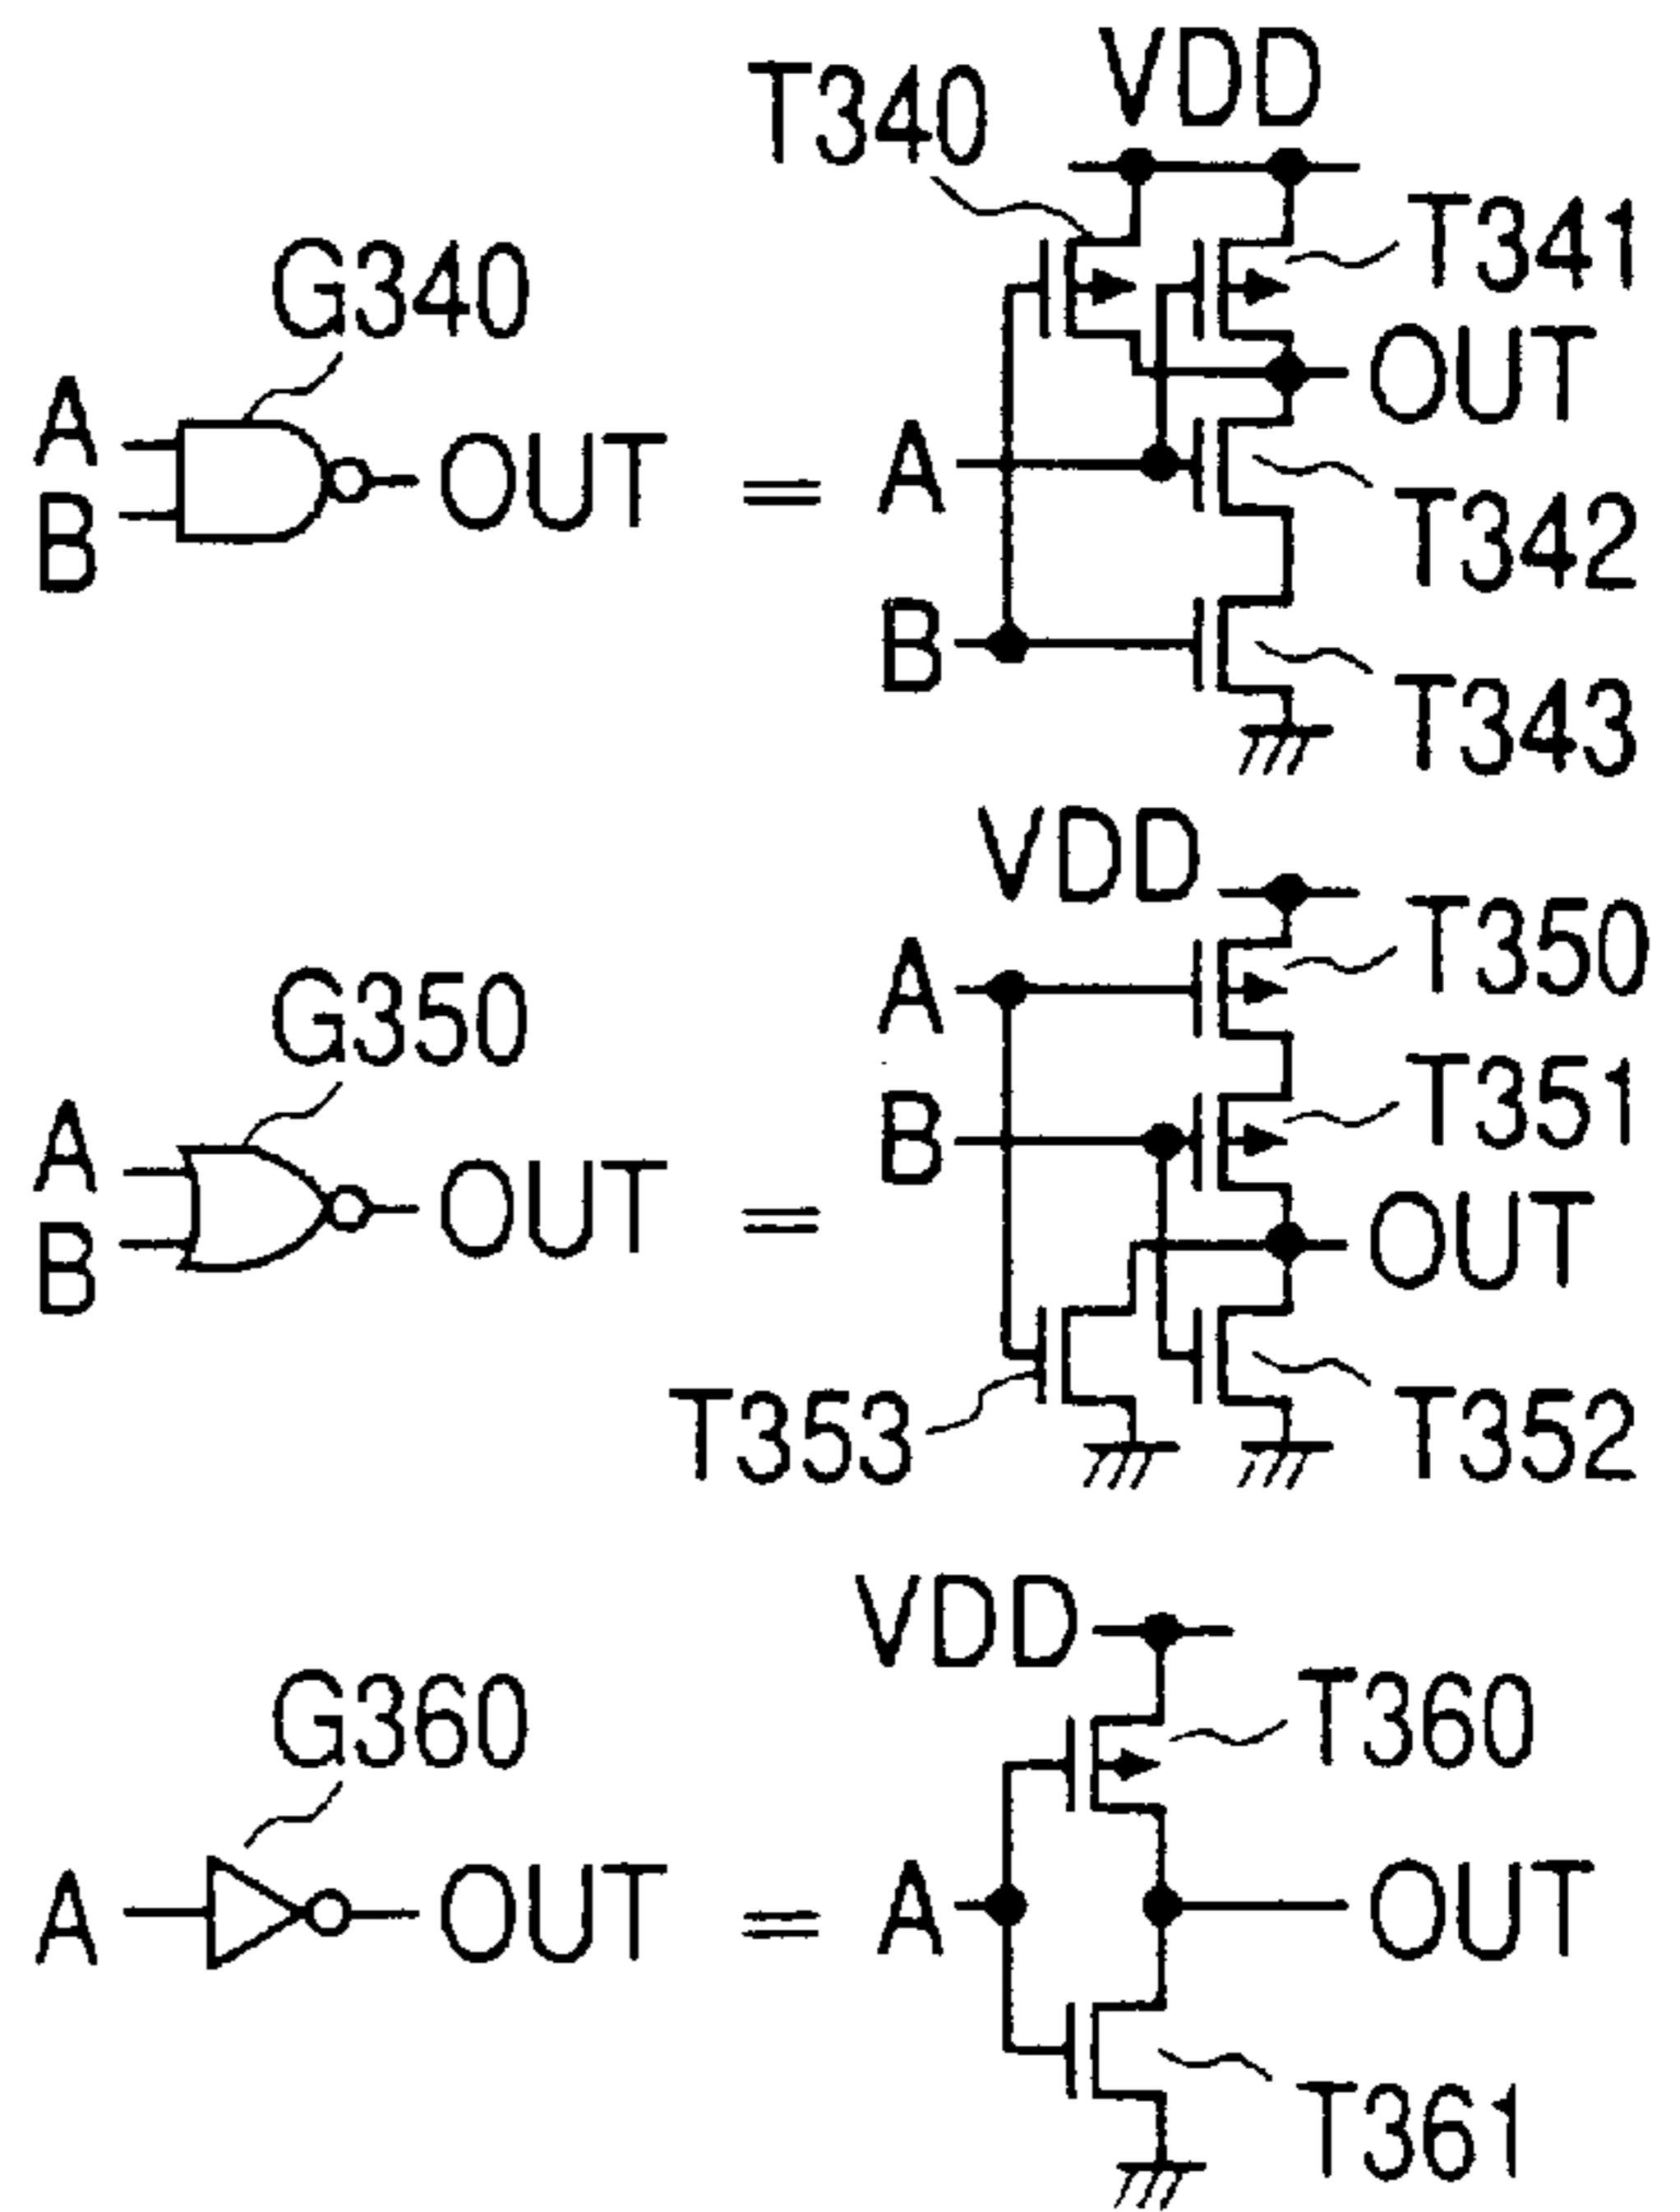 VDD
T340
T341
G340
OUT
A
B
OUT
=
A
T342
B
T343
VDD
T350
A
G350
T351
B
A
B
OUT
=
OUT
T353
T352
VDD
G360
T360
A
OUT
=
A
OUT
T361